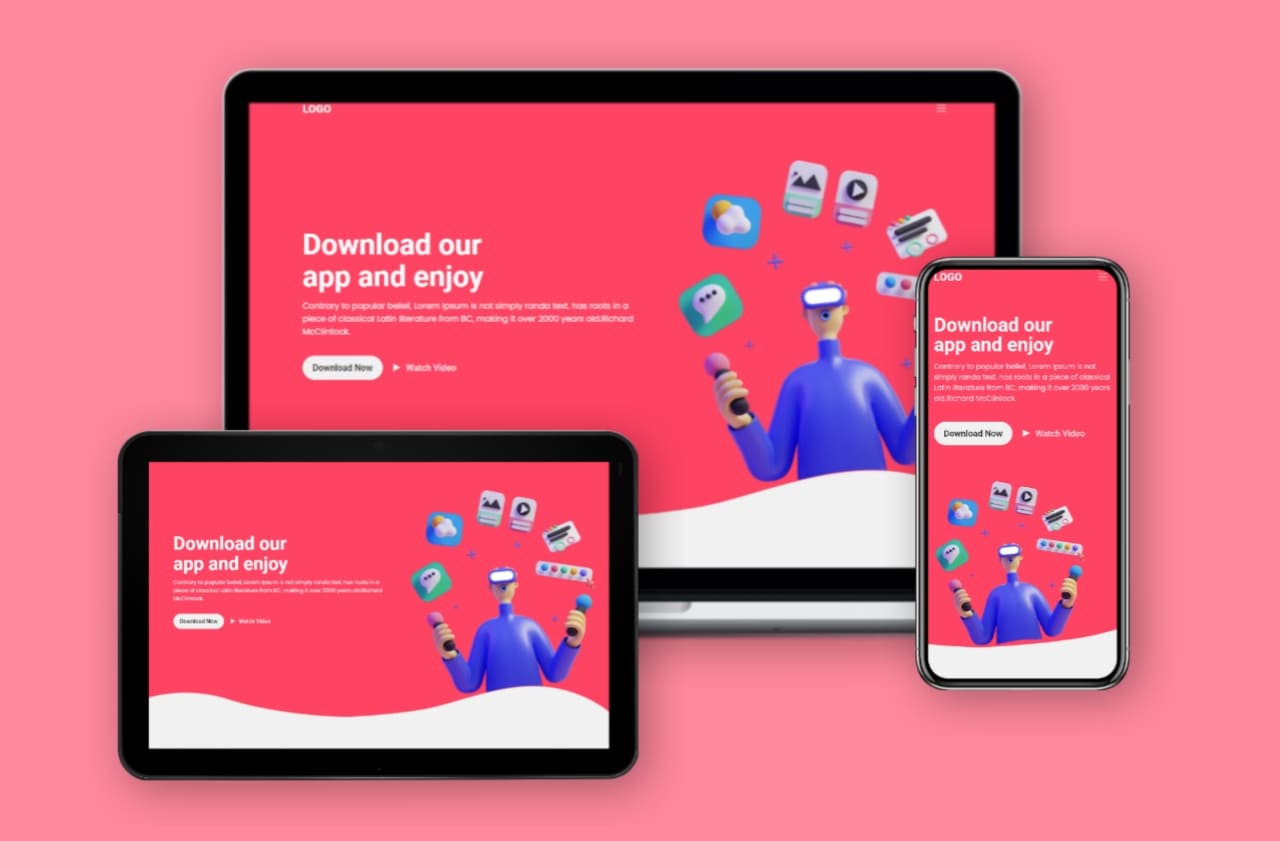 LOGO
Download our
app and enjoy
Contrary to popular belief, Lorem Ipsum is not simply randa text. has roots in a
piece of classical Latin literature from BC, making it over 2000 years old.Richard
McClintock.
Download Now
Watch Video
LOGO
Download our
app and enjoy
Contrary to popular belief, Lorem Ipsum is not
simply randa text. has roots in a piece of classical
Latin literature from BC, making it over 2000 years
old.Richard McClintock.
Download Now
Watch Video
Download our
app and enjoy
Contrary to popular belief, Lorem Ipsum is not simply randa text. has roots in a
piece of classical Latin literature from BC, making it over 2000 years old.Richard
McClintock.
Download Now
Watch Video